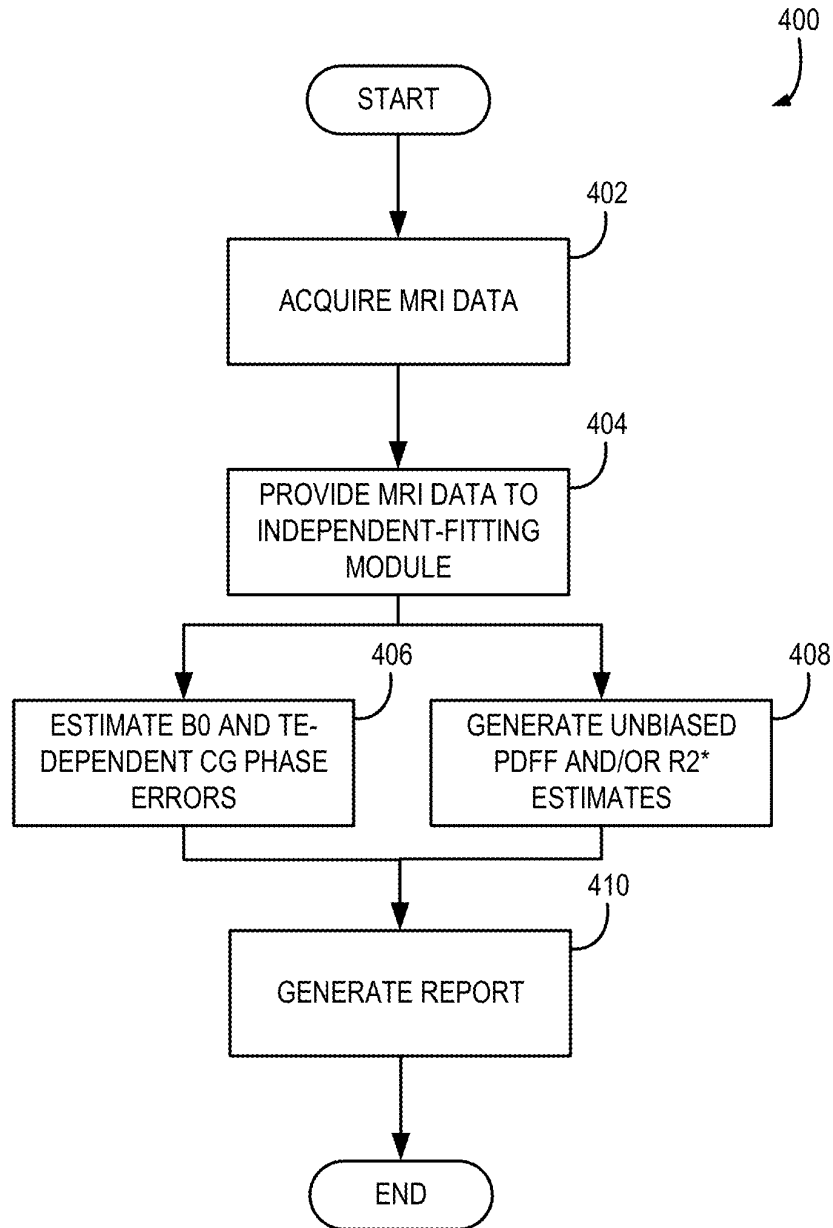 400
START
402
ACQUIRE MRI DATA
404
PROVIDE MRI DATA TO
INDEPENDENT-FITTING
MODULE
406
ESTIMATE B0 AND TE-
DEPENDENT CG PHASE
ERRORS
408
GENERATE UNBIASED
PDFF AND/OR R2*
ESTIMATES
410
GENERATE REPORT
END